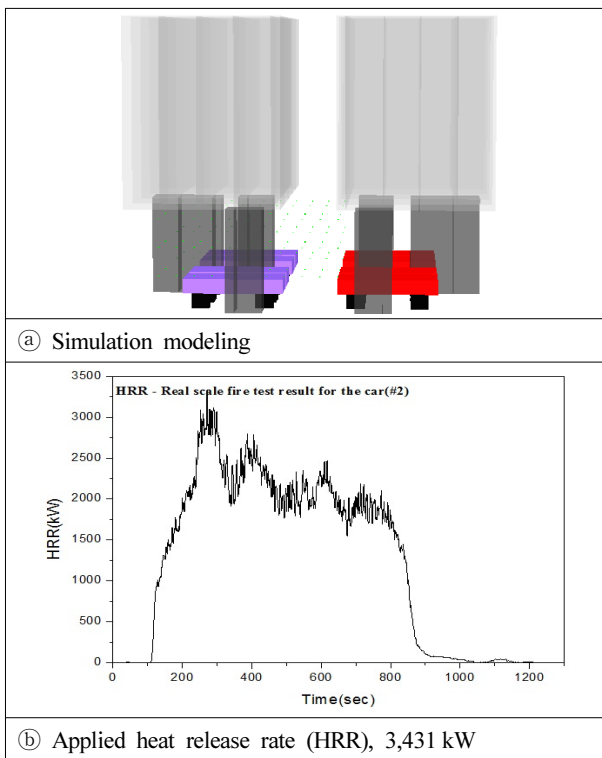 ⓐ Simulation modeling
HRR - Real scale fire test result for the car(#2)
HRR(kW)
3500
3000
2500
2000
1500
1000
500
0
0 200 400 600 800 1000 1200
Time(sec)
ⓑ Applied heat release rate (HRR), 3,431 kW